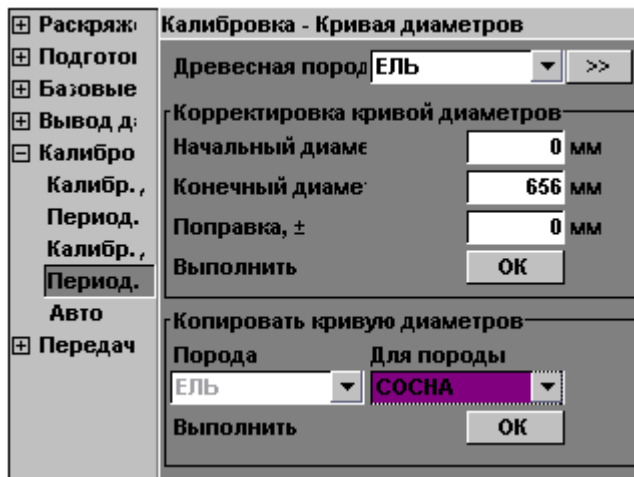 Раскряж
Подготов
Базовые
Вывод д
Калибро
Калибр.
Период.
Калибр.
Период.
Авто
Передач
Калибровка - Кривая диаметров
Древесная пород ЕЛЬ >>
Корректировка кривой диаметров
Начальный диаме 0 мм
Конечный диамет 656 мм
Поправка, ± 0 мм
Выполнить ОК
Копировать кривую диаметров
Порода Для породы
ЕЛЬ СОСНА
Выполнить ОК